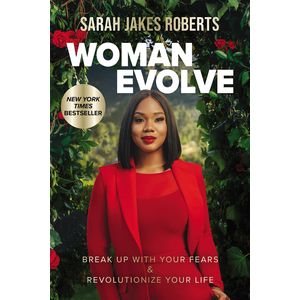 SARAH JAKES ROBERTS
WOMAN
EVOLVE
NEW YORK
TIMES
BESTSELLER
BREAK UP WITH YOUR FEARS
&
REVOLUTIONIZE YOUR LIFE